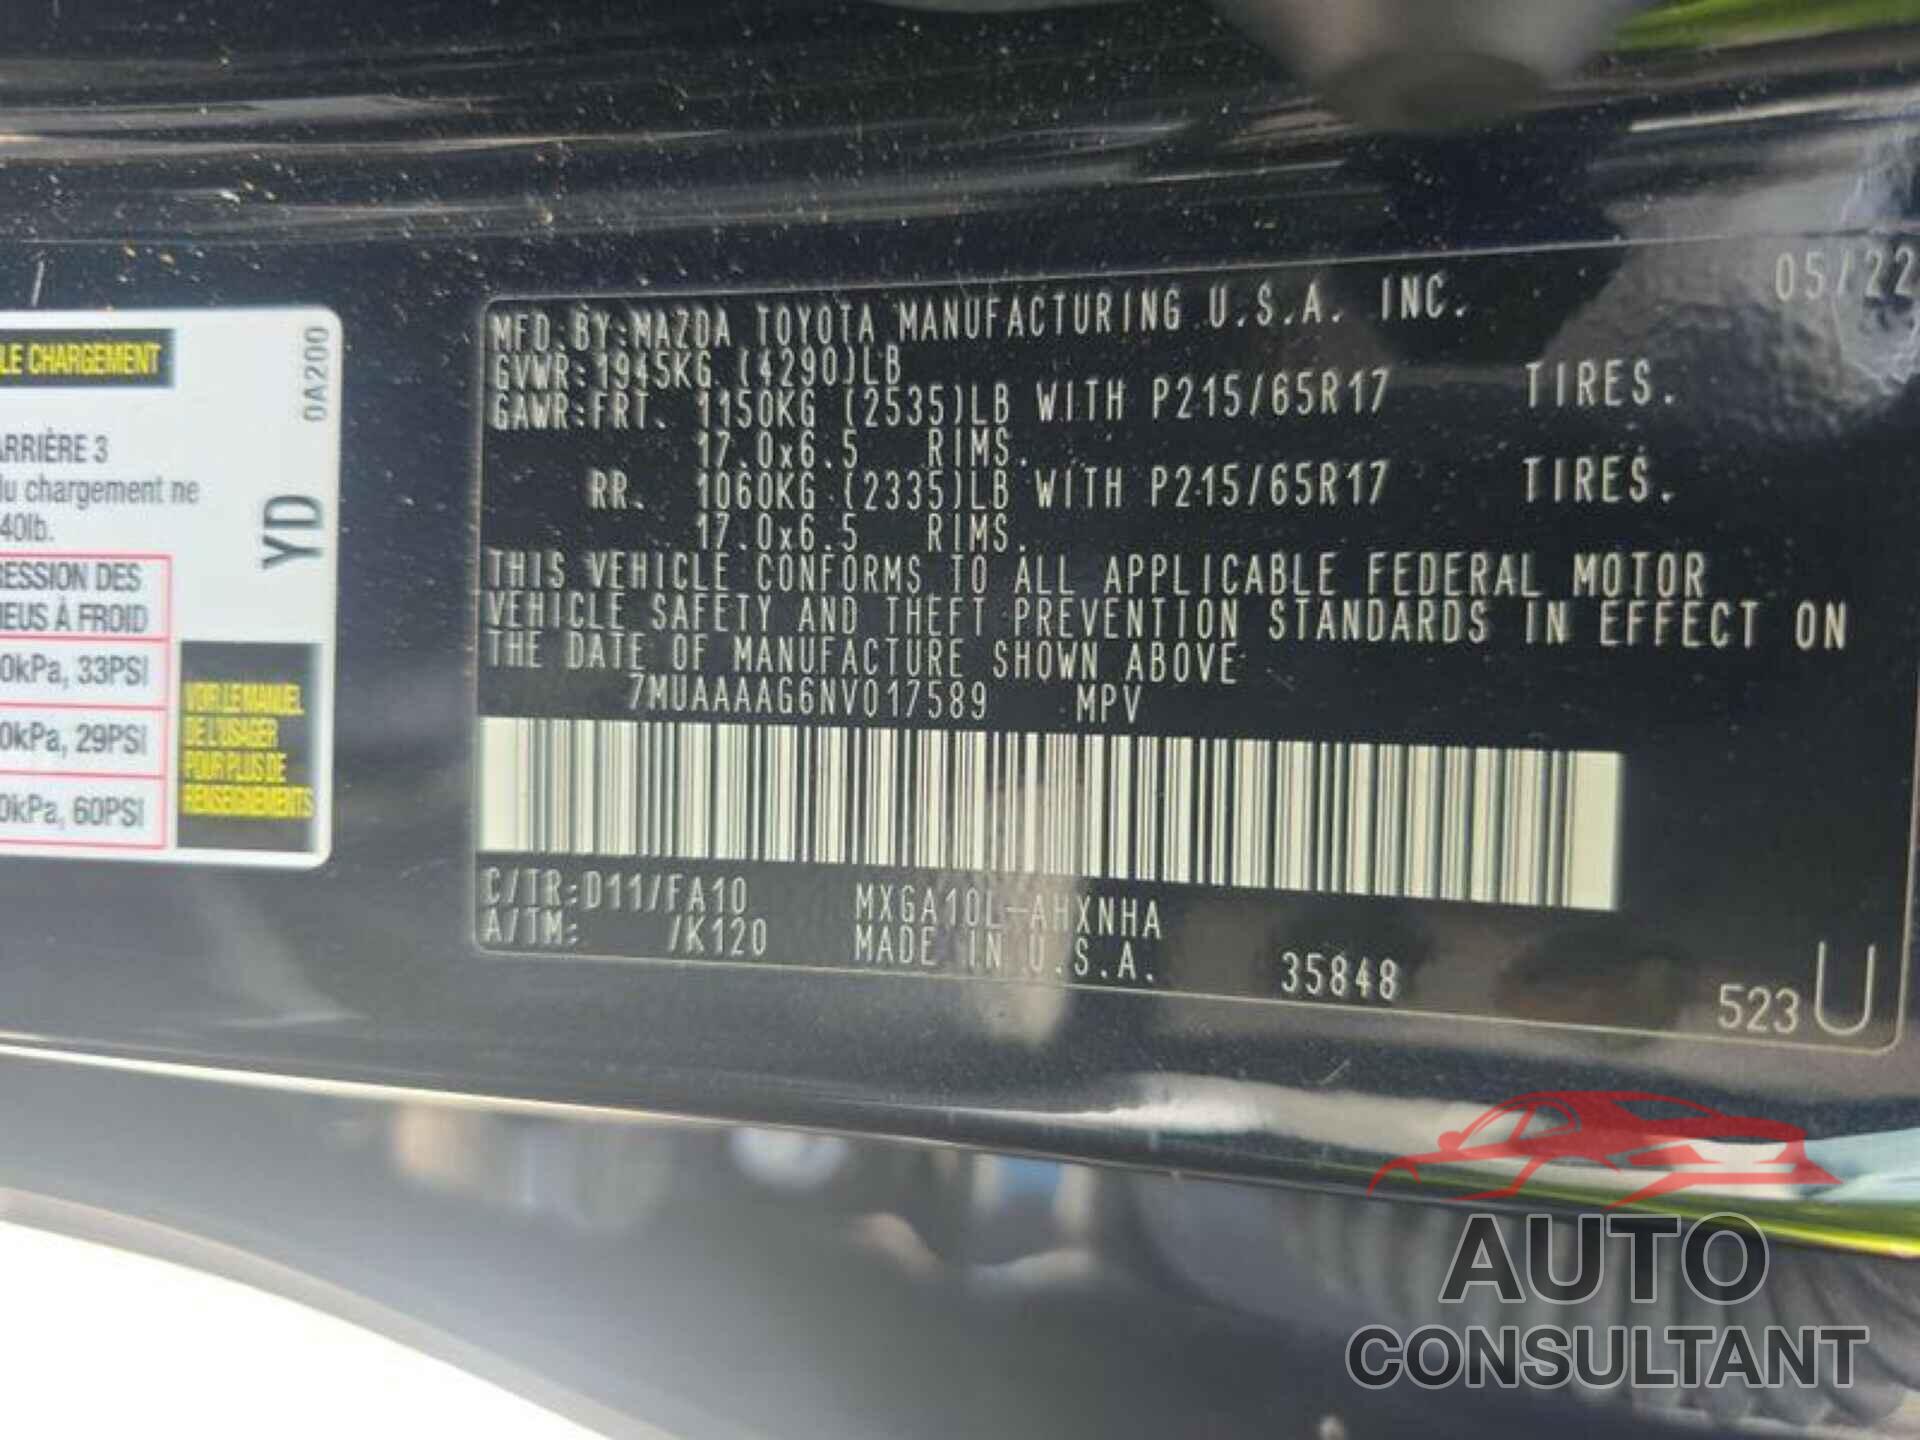 LE CHARGEMENT
0A200
ARRIÈRE 3
du chargement ne
40lb.
YD
RESSION DES
NEUS À FROID
0kPa, 33PSI
0kPa, 29PSI
0kPa, 60PSI
VOIR LE MANUEL
DE L'USAGER
POUR PLUS DE
RENSEIGNEMENTS
05/22
MFD.BY:MAZDA TOYOTA MANUFACTURING U.S.A. INC.
GVWR:1945KG (4290)LB
GAWR:FRT. 1150KG (2535)LB WITH P215/65R17 TIRES.
17.0x6.5 RIMS.
RR. 1060KG (2335)LB WITH P215/65R17 TIRES.
17.0x6.5 RIMS.
THIS VEHICLE CONFORMS TO ALL APPLICABLE FEDERAL MOTOR
VEHICLE SAFETY AND THEFT PREVENTION STANDARDS IN EFFECT ON
THE DATE OF MANUFACTURE SHOWN ABOVE
7MUAAAAG6NV017589 MPV
C/TR:D11/FA10 MXGA10L-AHXNHA
A/TM: /K120 MADE IN U.S.A. 35848
523 U
AUTO
CONSULTANT